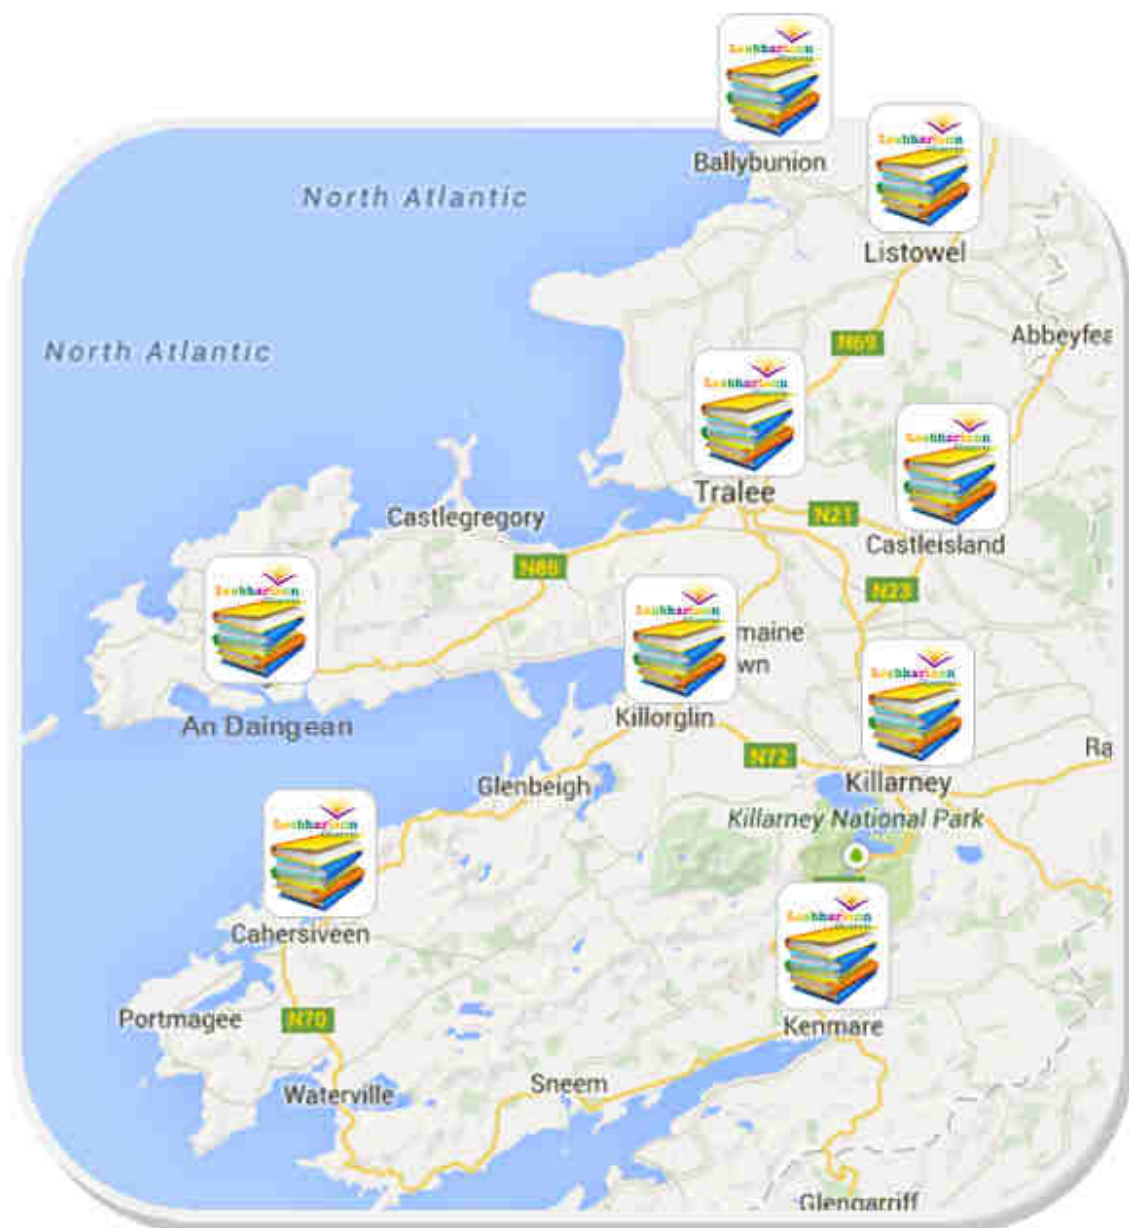 Ballybunion
North Atlantic
Listowel
North Atlantic
Abbeyfea
N69
Tralee
Castlegregory
N21
Castleisland
N86
N23
maine
wn
An Daingean
Killorglin
N72
Ra
Killarney
Glenbeigh
Killarney National Park
Cahersiveen
Portmagee
N70
Kenmare
Sneem
Waterville
Glengarriff